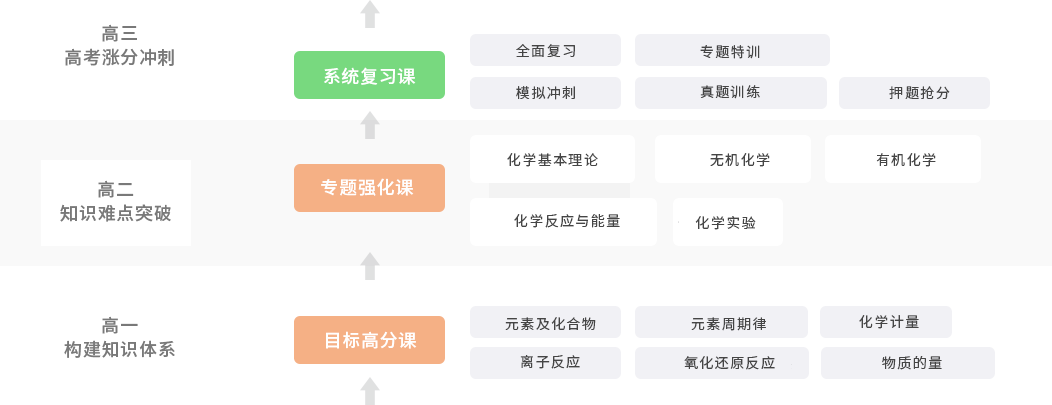 高三
高考涨分冲刺
系统复习课
全面复习
专题特训
模拟冲刺
真题训练
押题抢分
高二
知识难点突破
专题强化课
化学基本理论
无机化学
有机化学
化学反应与能量
化学实验
高一
构建知识体系
目标高分课
元素及化合物
元素周期律
化学计量
离子反应
氧化还原反应
物质的量